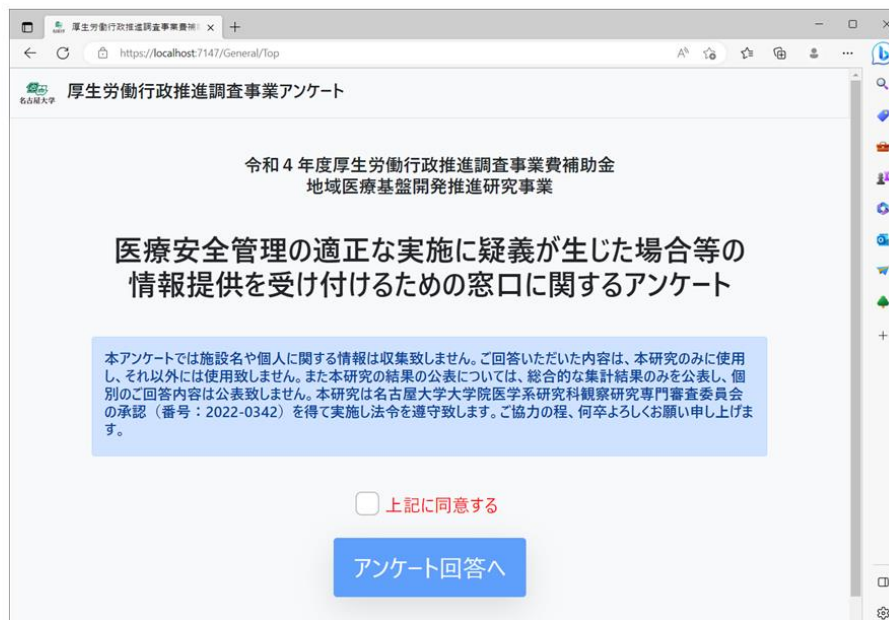 厚生労働行政推進調査事業費補
https://localhost:7147/General/Top
名古屋大学
厚生労働行政推進調査事業アンケート
令和４年度厚生労働行政推進調査事業費補助金
地域医療基盤開発推進研究事業
医療安全管理の適正な実施に疑義が生じた場合等の
情報提供を受け付けるための窓口に関するアンケート
本アンケートでは施設名や個人に関する情報は収集致しません。ご回答いただいた内容は、本研究のみに使用
し、それ以外には使用致しません。また本研究の結果の公表については、総合的な集計結果のみを公表し、個
別のご回答内容は公表致しません。本研究は名古屋大学大学院医学系研究科観察研究専門審査委員会
の承認（番号：2022-0342）を得て実施し法令を遵守致します。ご協力の程、何卒よろしくお願い申し上げま
す。
上記に同意する
アンケート回答へ